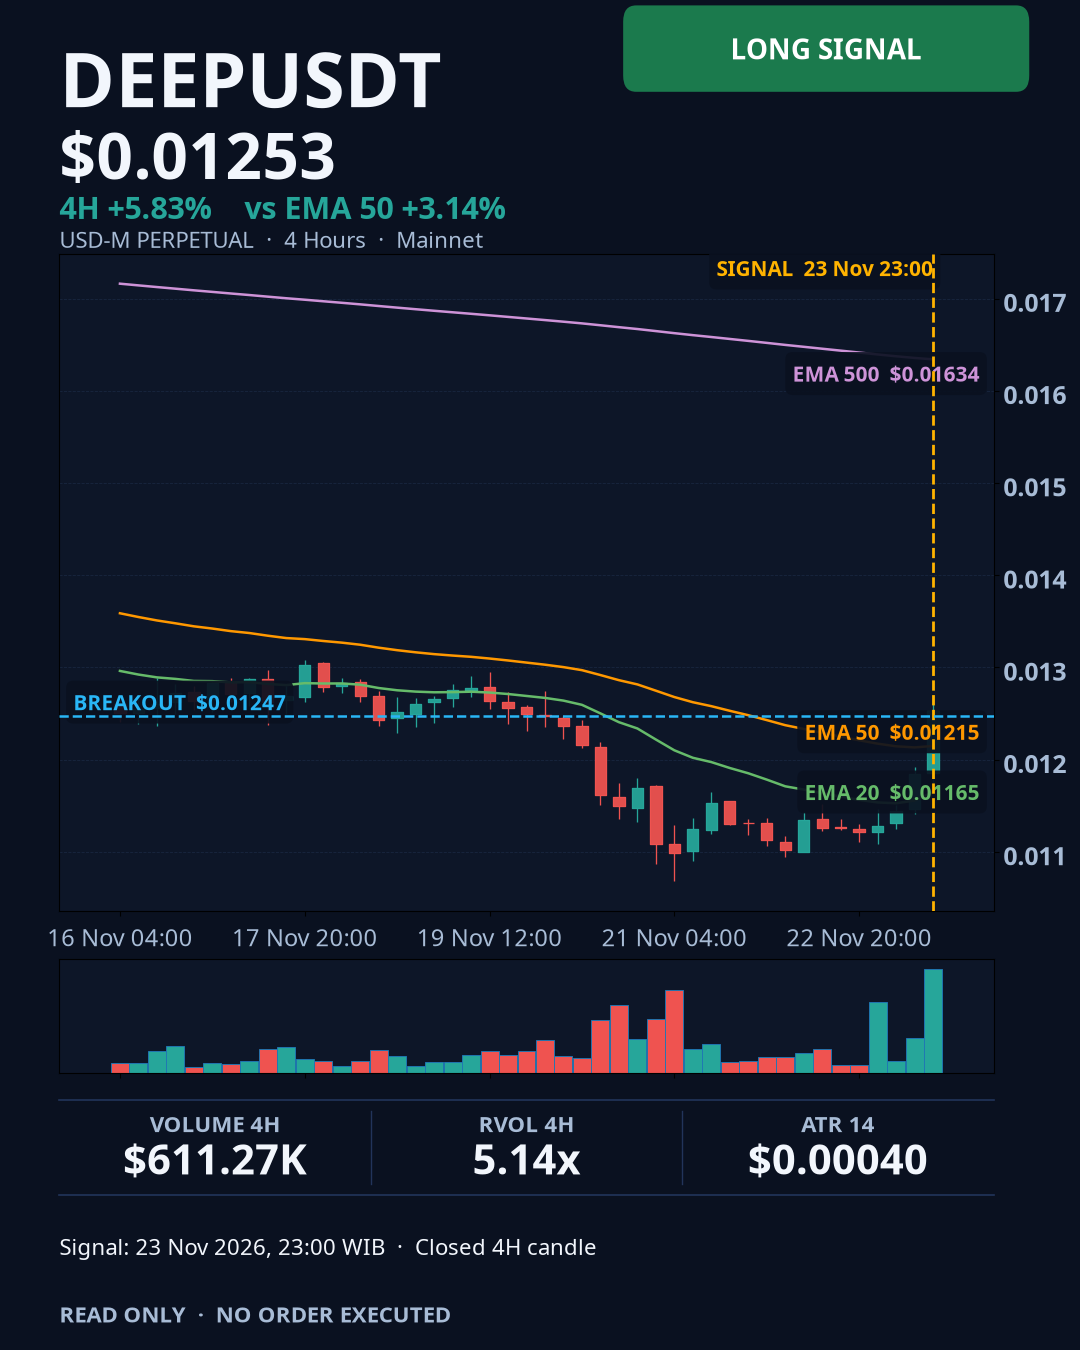 LONG SIGNAL
DEEPUSDT
$0.01253
4H +5.83% vs EMA 50 +3.14%
USD-M PERPETUAL · 4 Hours · Mainnet
SIGNAL 23 Nov 23:00
0.017
EMA 500 $0.01634
0.016
0.015
0.014
0.013
BREAKOUT $0.01247
EMA 50 $0.01215
0.012
EMA 20 $0.01165
0.011
16 Nov 04:00 17 Nov 20:00 19 Nov 12:00 21 Nov 04:00 22 Nov 20:00
VOLUME 4H RVOL 4H ATR 14
$611.27K 5.14x $0.00040
Signal: 23 Nov 2026, 23:00 WIB · Closed 4H candle
READ ONLY · NO ORDER EXECUTED